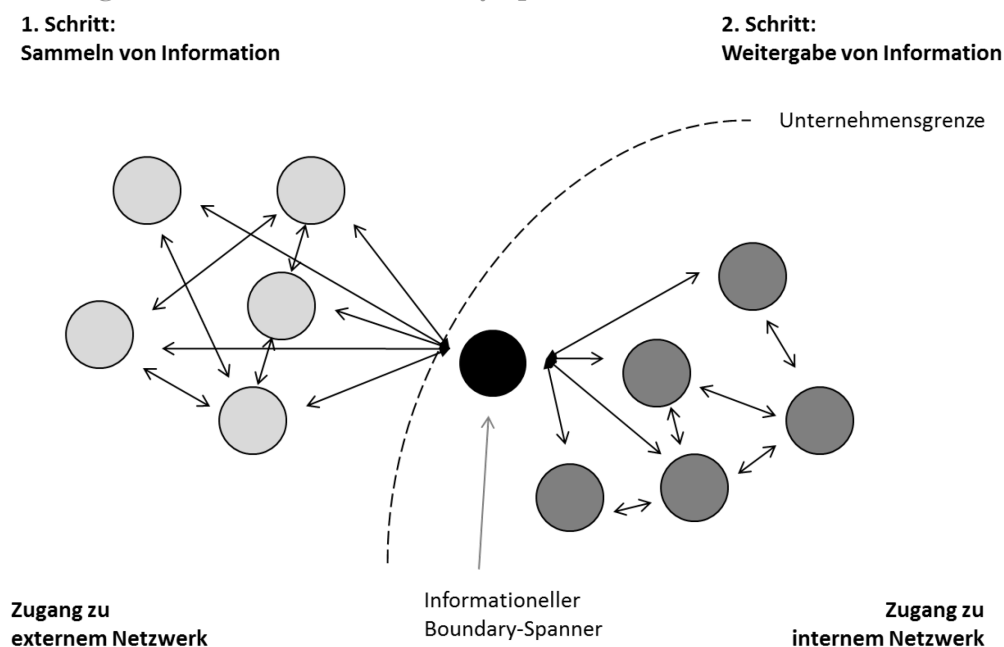 1. Schritt:
Sammeln von Information
2. Schritt:
Weitergabe von Information
Unternehmensgrenze
Informationeller
Boundary-Spanner
Zugang zu
externem Netzwerk
Zugang zu
internem Netzwerk